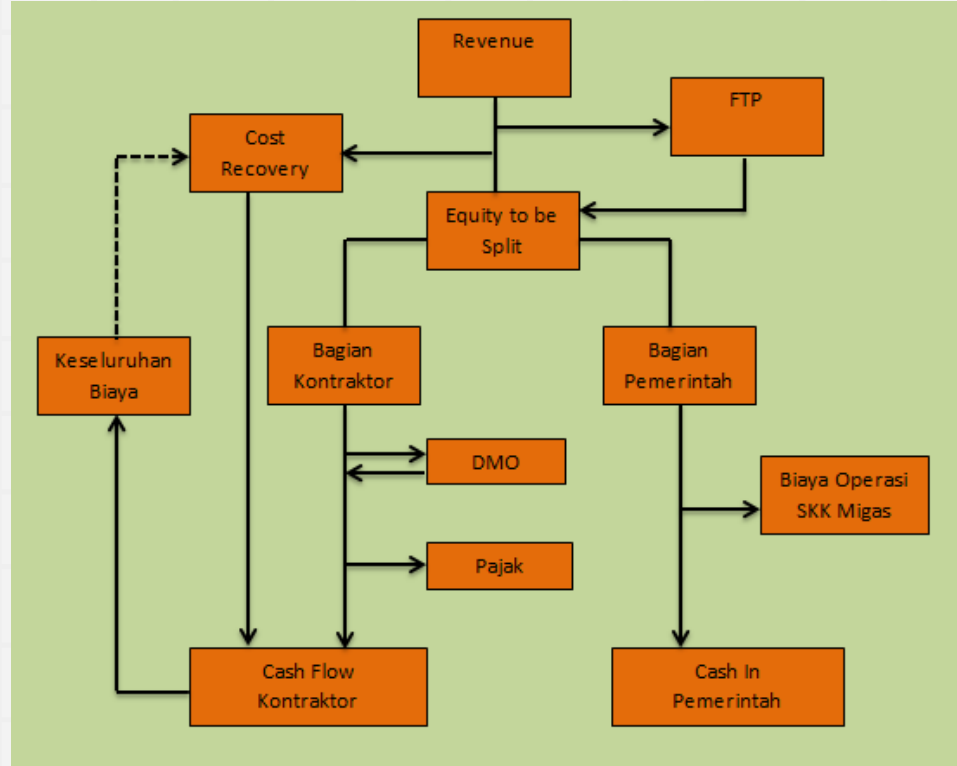 Revenue
FTP
Cost
Recovery
Equity to be
Split
Keseluruhan
Biaya
Bagian
Kontraktor
Bagian
Pemerintah
DMO
Biaya Operasi
SKK Migas
Pajak
Cash Flow
Kontraktor
Cash In
Pemerintah